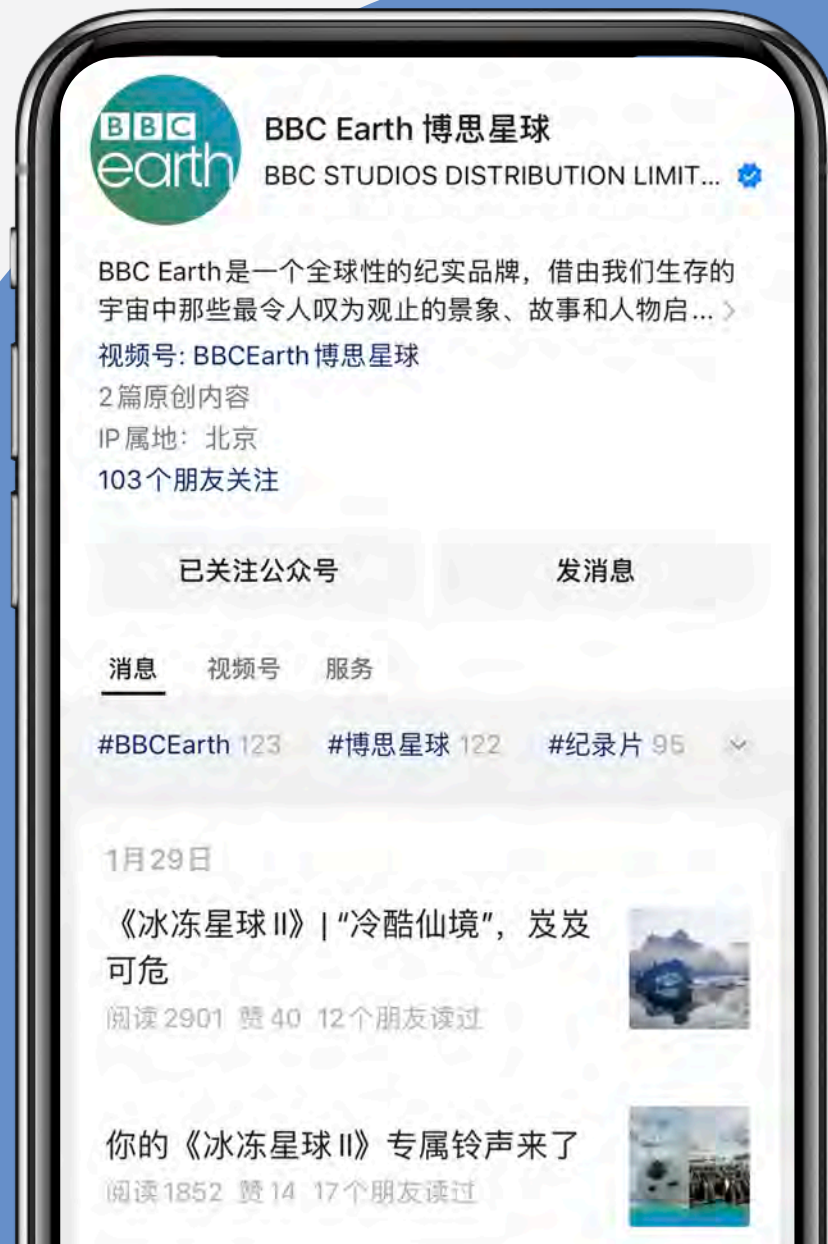 BBC
earth
BBC Earth 博思星球
BBC STUDIOS DISTRIBUTION LIMIT...
BBC Earth是一个全球性的纪实品牌，借由我们生存的
宇宙中那些最令人叹为观止的景象、故事和人物启...
视频号: BBCEarth博思星球
2篇原创内容
IP属地：北京
103个朋友关注
已关注公众号 发消息
消息 视频号 服务
#BBCEarth 123 #博思星球 122 #纪录片 95
1月29日
《冰冻星球 II》| “冷酷仙境”，岌岌
可危
阅读 2901 赞 40 12个朋友读过
你的《冰冻星球 II》专属铃声来了
阅读 1852 赞 14 17个朋友读过